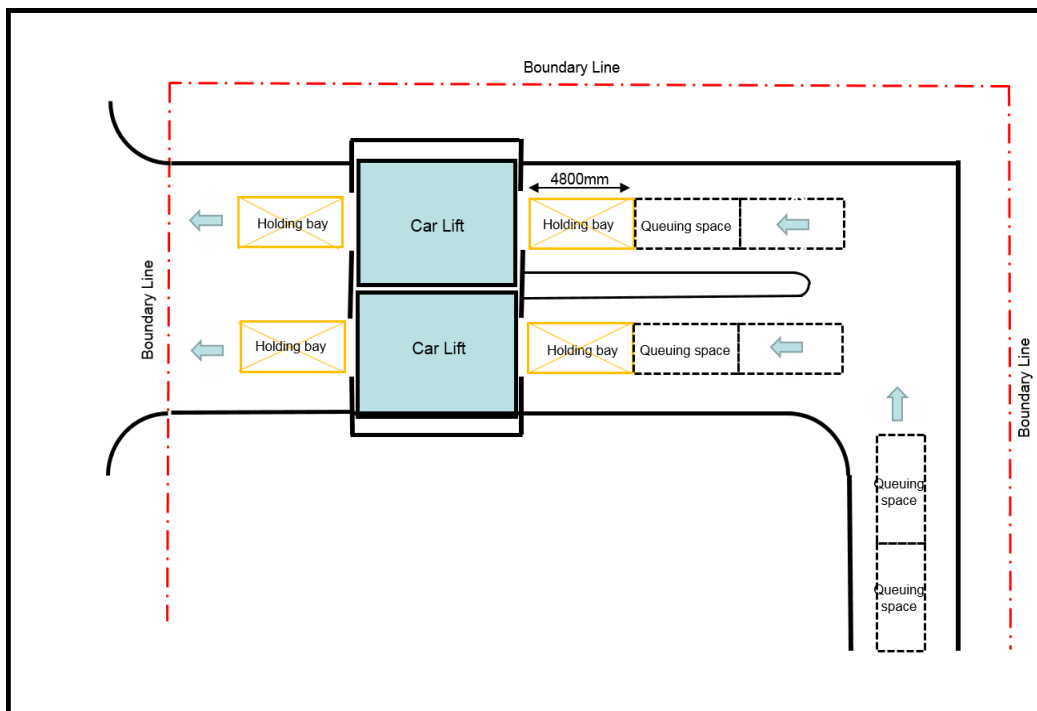 Boundary Line
4800mm
Holding bay
Car Lift
Holding bay
Queuing space
Boundary Line
Holding bay
Car Lift
Holding bay
Queuing space
Boundary Line
Queuing
space
Queuing
space